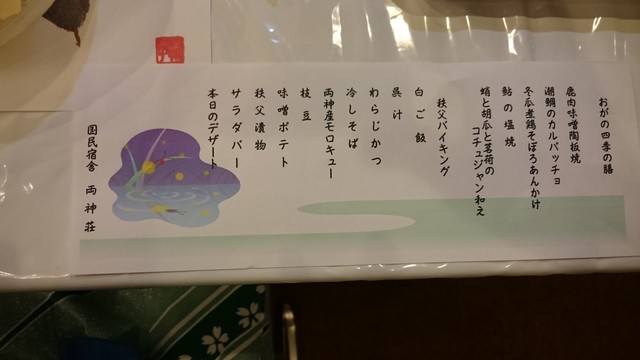 おがの四季の膳
鹿肉味噌陶板焼
潮鯛のカルパッチョ
冬瓜煮鶏そぼろあんかけ
鮎の塩焼
蛸と胡瓜と茗荷の
コチュジャン和え
秩父バイキング
白ご飯
呉汁
わらじかつ
冷しそば
両神産モロキュー
枝豆
味噌ポテト
秩父漬物
サラダバー
本日のデザート
国民宿舎 両神荘